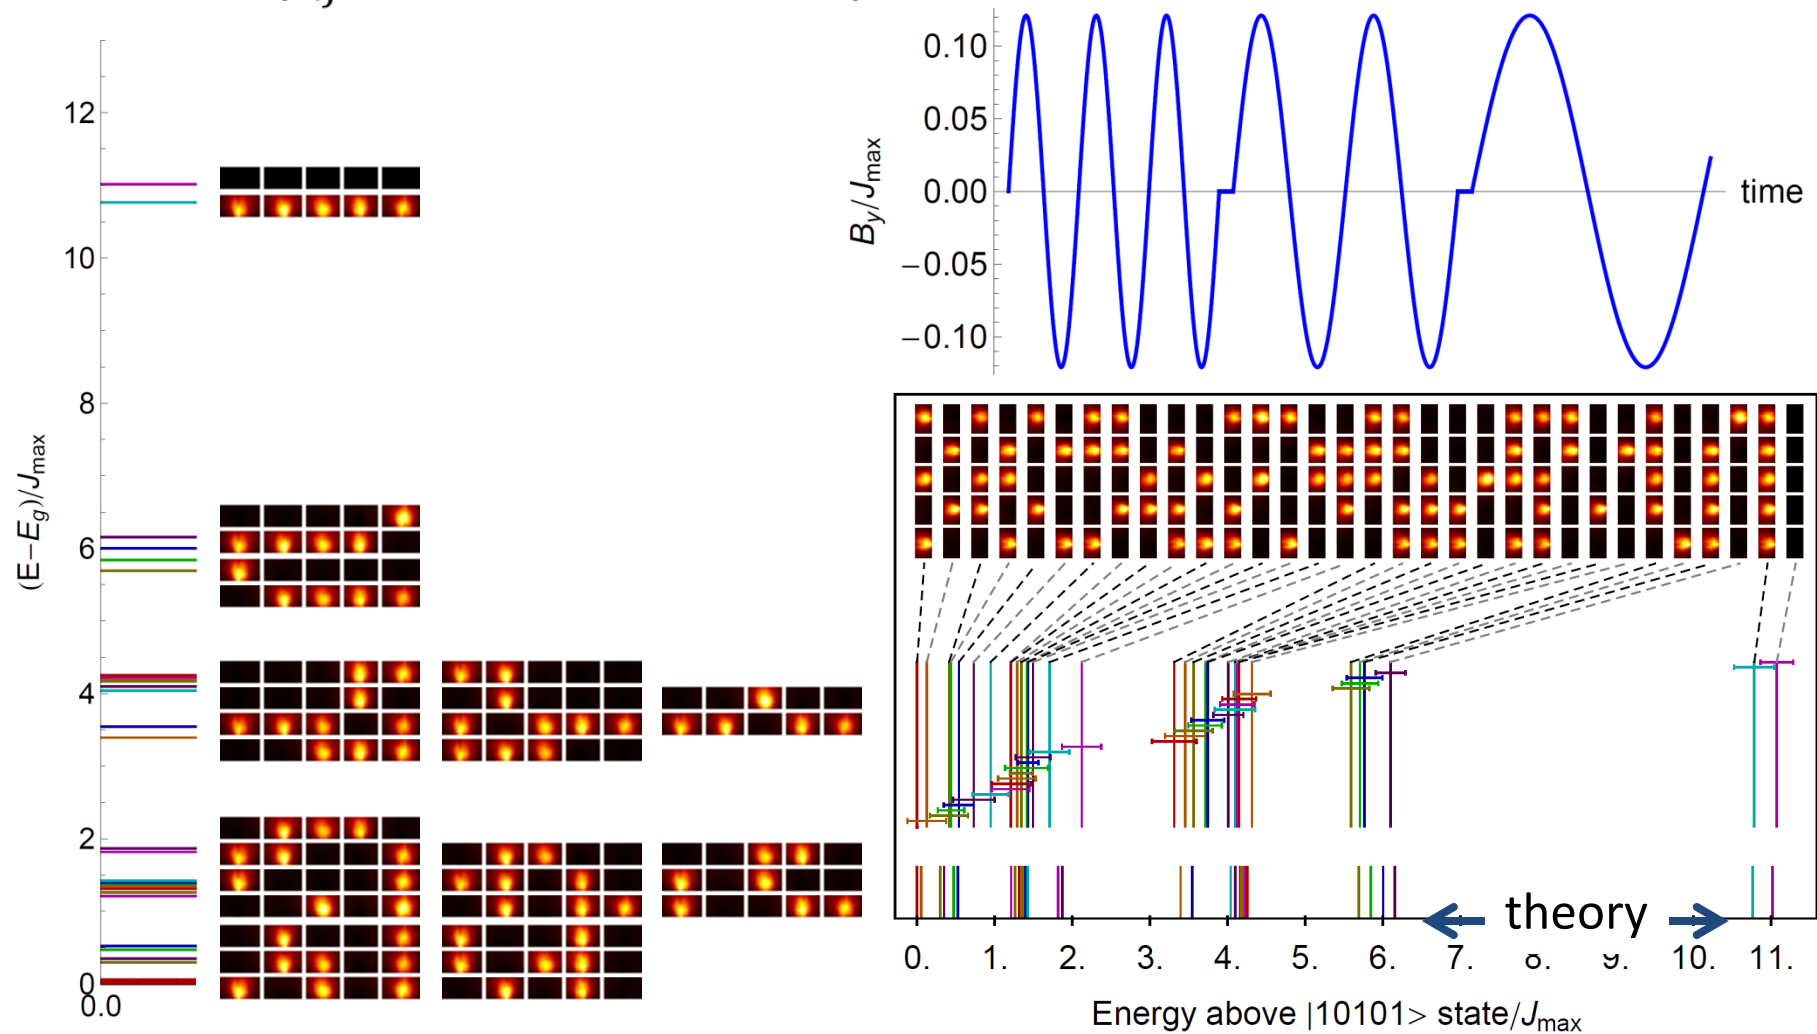 12
10
8
6
4
2
0
0.0
(E−E_g)/J_max
0.10
0.05
0.00
−0.05
−0.10
B_y/J_max
time
theory
0. 1. 2. 3. 4. 5. 6. 7. 8. 9. 10. 11.
Energy above |10101> state/J_max